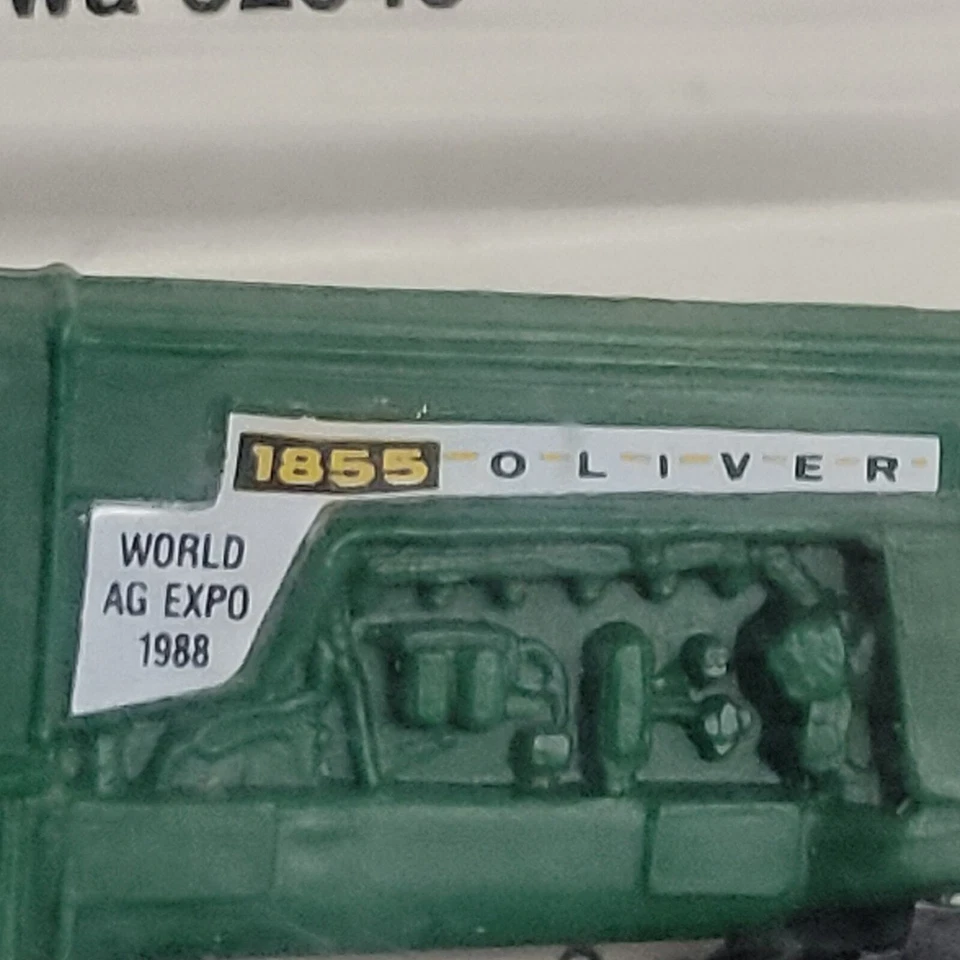 1855 OLIVER
WORLD
AG EXPO
1988